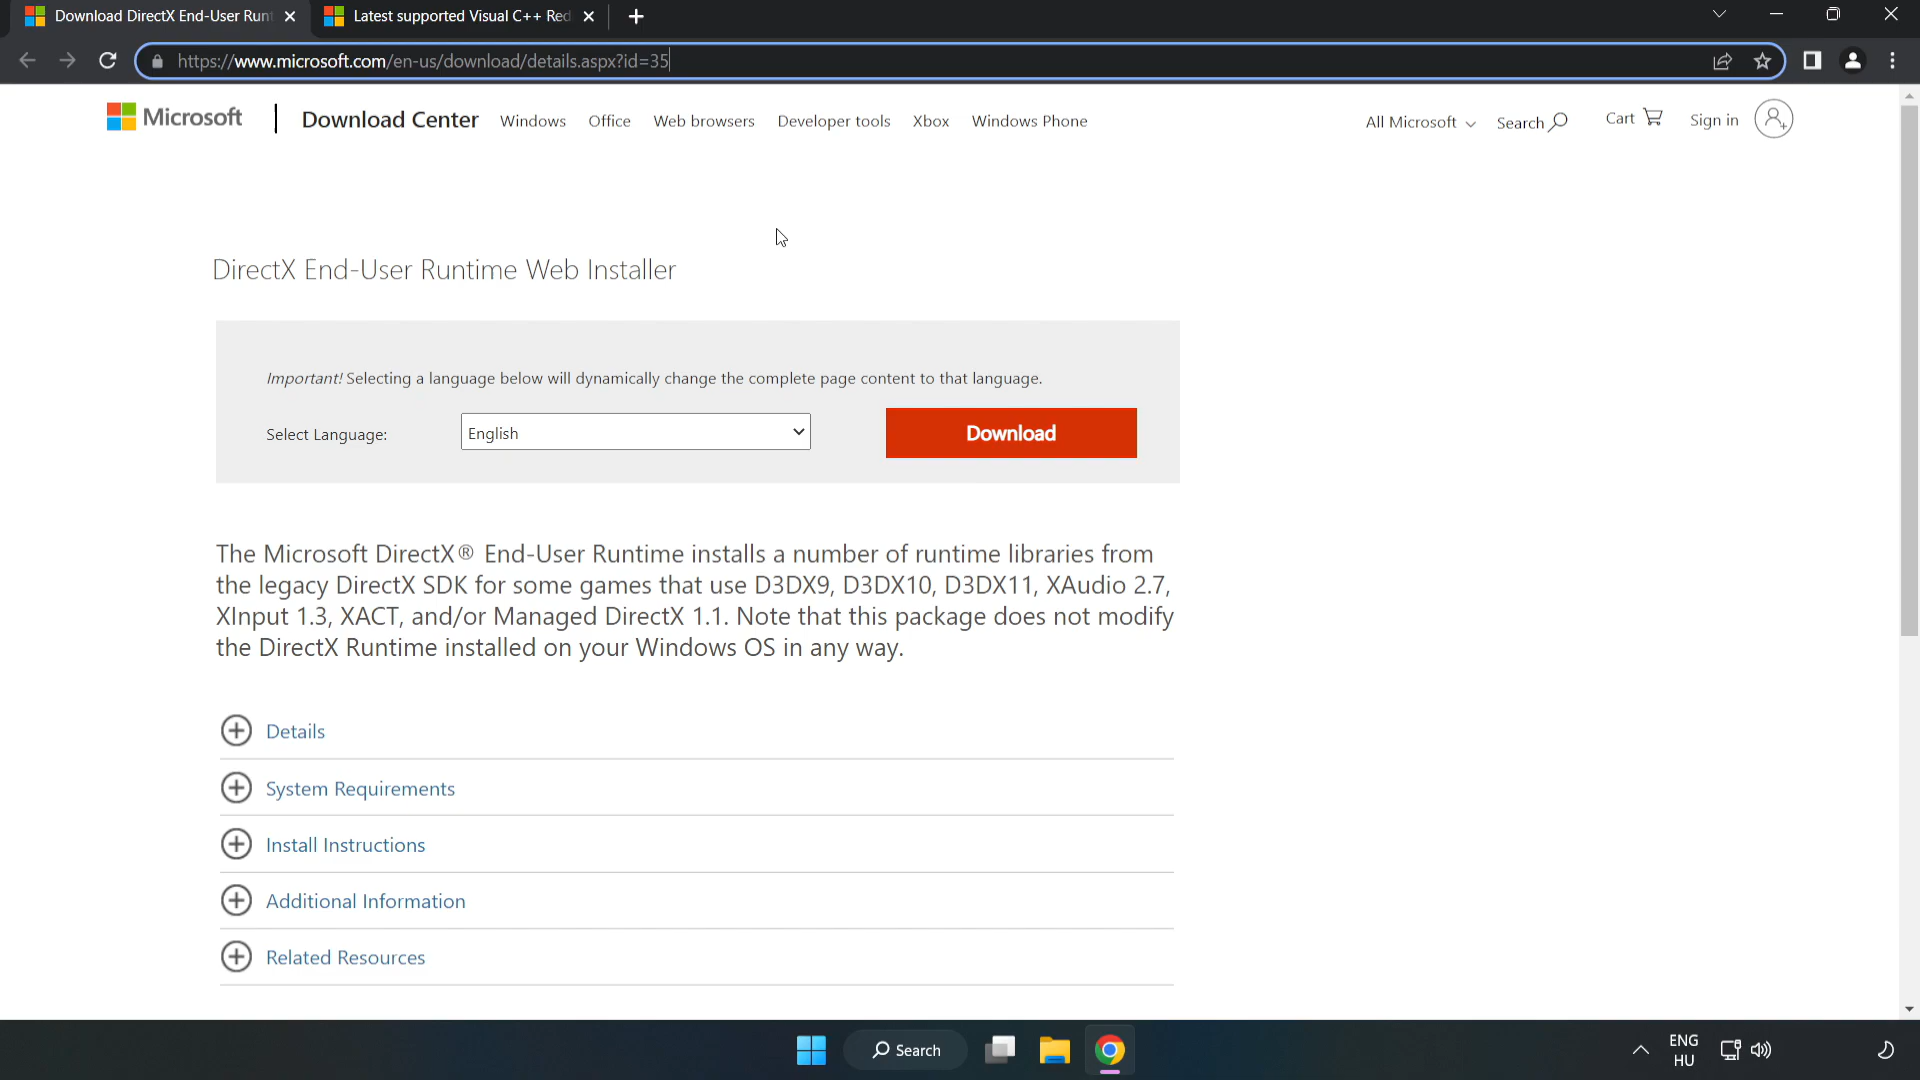 Download DirectX End-User Runt
Latest supported Visual C++ Red
https://www.microsoft.com/en-us/download/details.aspx?id=35
Microsoft
Download Center
Windows
Office
Web browsers
Developer tools
Xbox
Windows Phone
All Microsoft
Search
Cart
Sign in
DirectX End-User Runtime Web Installer
Important! Selecting a language below will dynamically change the complete page content to that language.
Select Language:
English
Download
The Microsoft DirectX® End-User Runtime installs a number of runtime libraries from
the legacy DirectX SDK for some games that use D3DX9, D3DX10, D3DX11, XAudio 2.7,
XInput 1.3, XACT, and/or Managed DirectX 1.1. Note that this package does not modify
the DirectX Runtime installed on your Windows OS in any way.
Details
System Requirements
Install Instructions
Additional Information
Related Resources
Search
ENG
HU